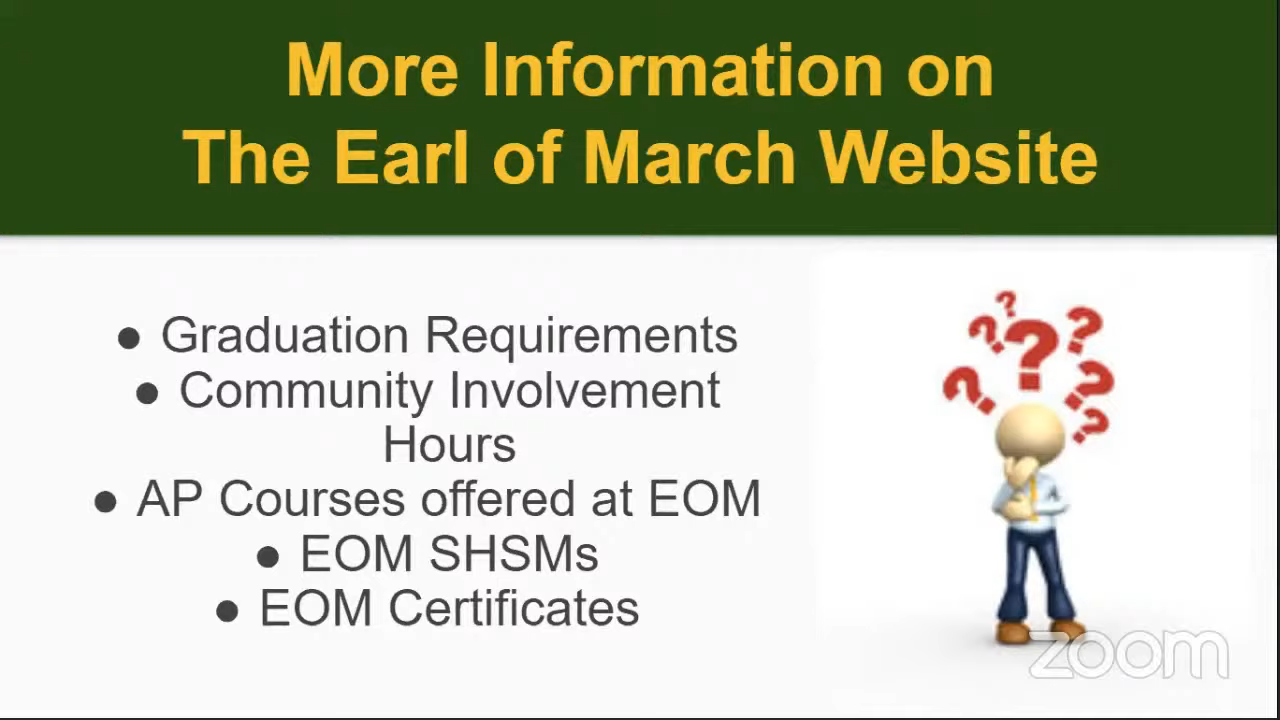 More Information on
The Earl of March Website
● Graduation Requirements
● Community Involvement
Hours
● AP Courses offered at EOM
● EOM SHSMs
● EOM Certificates
? ? ? ? ? ? ?
zoom